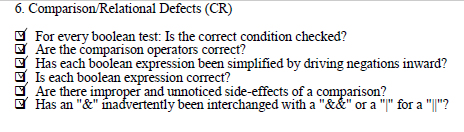 6. Comparison/Relational Defects (CR)
For every boolean test: Is the correct condition checked?
Are the comparison operators correct?
Has each boolean expression been simplified by driving negations inward?
Is each boolean expression correct?
Are there improper and unnoticed side-effects of a comparison?
Has an "&" inadvertently been interchanged with a "&&" or a "|" for a "||"?